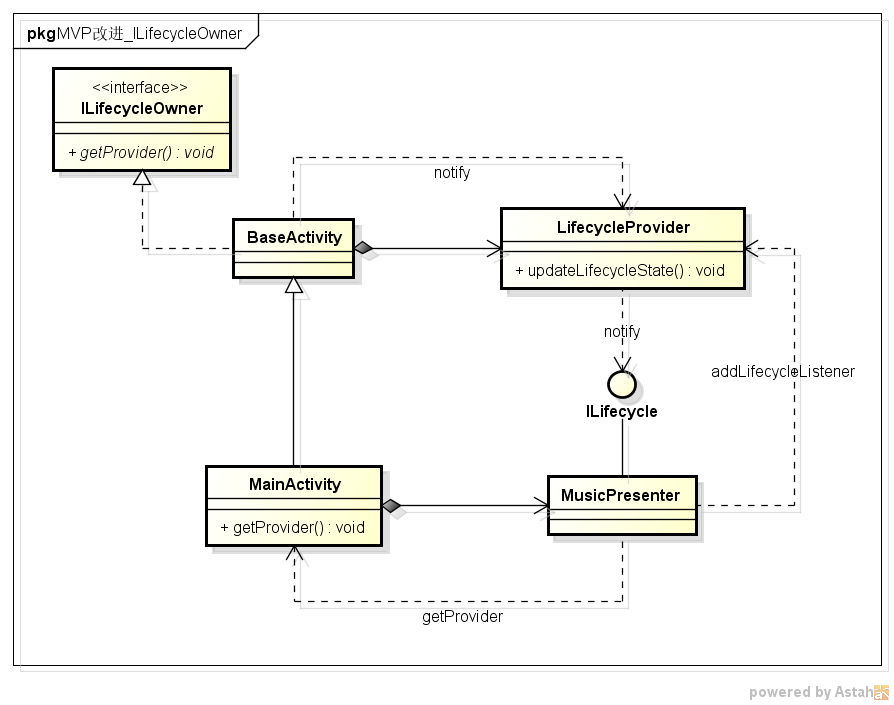 pkgMVP改进_ILifecycleOwner
<<interface>>
ILifecycleOwner
+ getProvider() : void
notify
BaseActivity
LifecycleProvider
+ updateLifecycleState() : void
notify
addLifecycleListener
ILifecycle
MainActivity
+ getProvider() : void
MusicPresenter
getProvider
powered by Astah